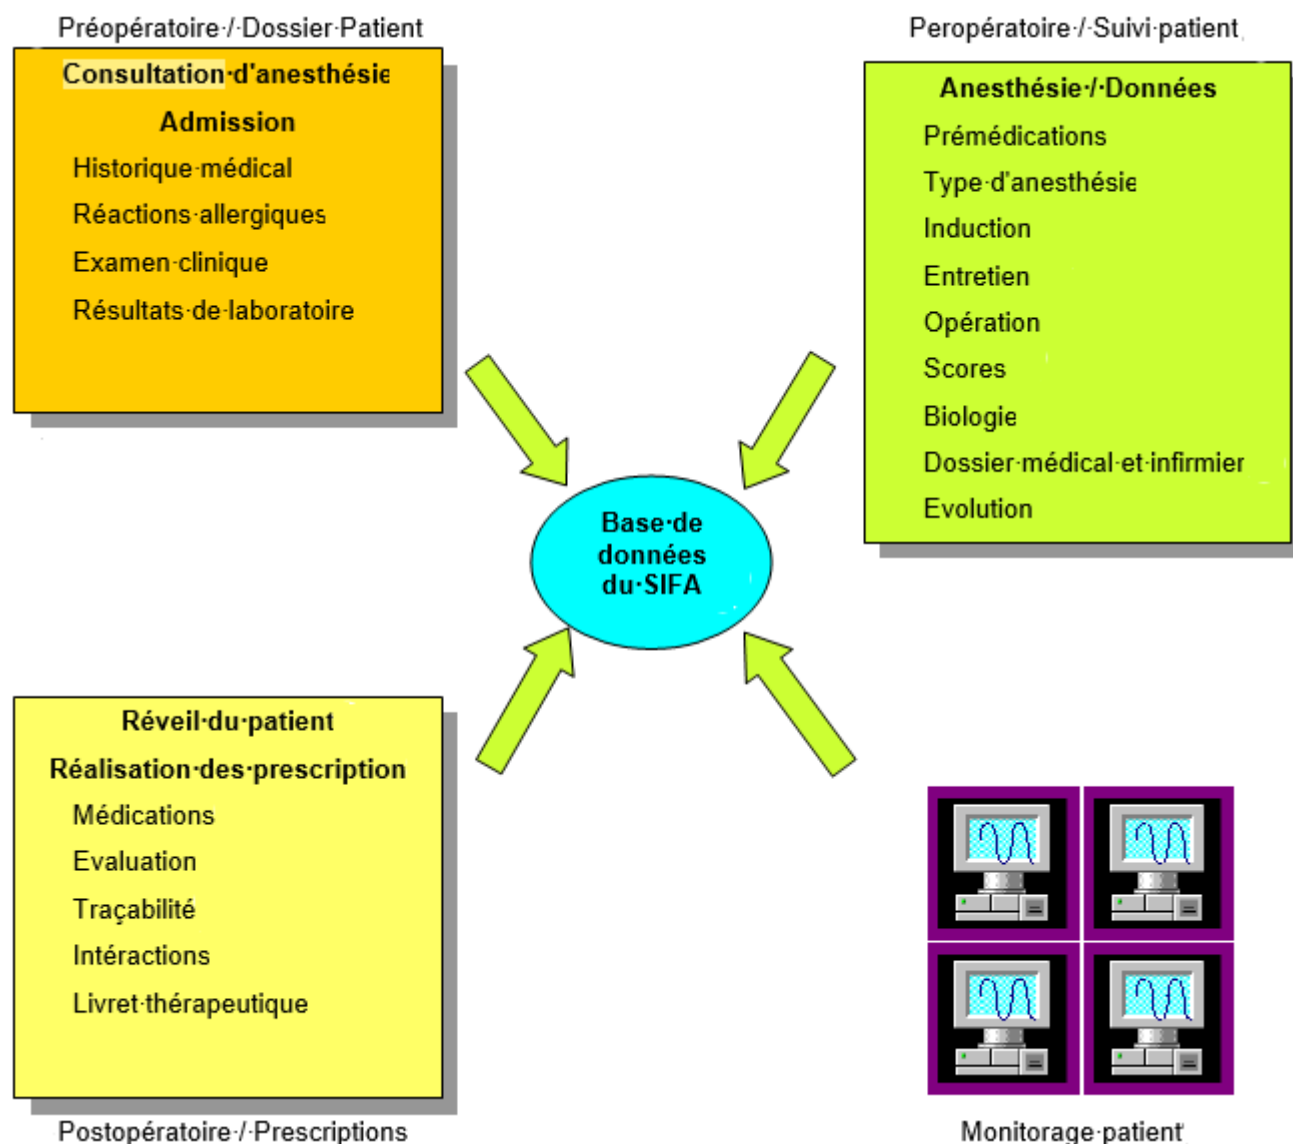 Préopératoire·/·Dossier·Patient
Consultation·d'anesthésie
Admission
Historique·médical
Réactions·allergiques
Examen·clinique
Résultats·de·laboratoire
Peropératoire·/·Suivi·patient
Anesthésie·/·Données
Prémédications
Type·d'anesthésie
Induction
Entretien
Opération
Scores
Biologie
Dossier·médical·et·infirmier
Evolution
Base·de
données
du·SIFA
Réveil·du·patient
Réalisation·des·prescription
Médications
Evaluation
Traçabilité
Intéractions
Livret·thérapeutique
Postopératoire·/·Prescriptions
Monitorage·patient